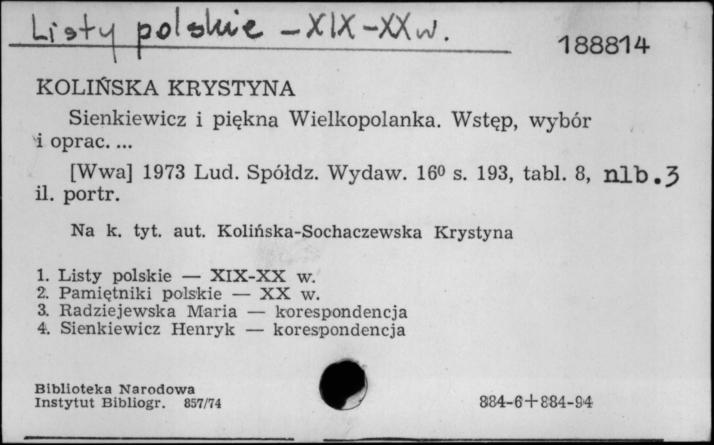 Listy polskie - XIX-XX w.
188814
KOLIŃSKA KRYSTYNA
Sienkiewicz i piękna Wielkopolanka. Wstęp, wybór
i oprac. ...
[Wwa] 1973 Lud. Spółdz. Wydaw. 16⁰ s. 193, tabl. 8, nlb.3
il. portr.
Na k. tyt. aut. Kolińska-Sochaczewska Krystyna
1. Listy polskie — XIX-XX w.
2. Pamiętniki polskie — XX w.
3. Radziejewska Maria — korespondencja
4. Sienkiewicz Henryk — korespondencja
Biblioteka Narodowa
Instytut Bibliogr. 857/74
884-6+884-94